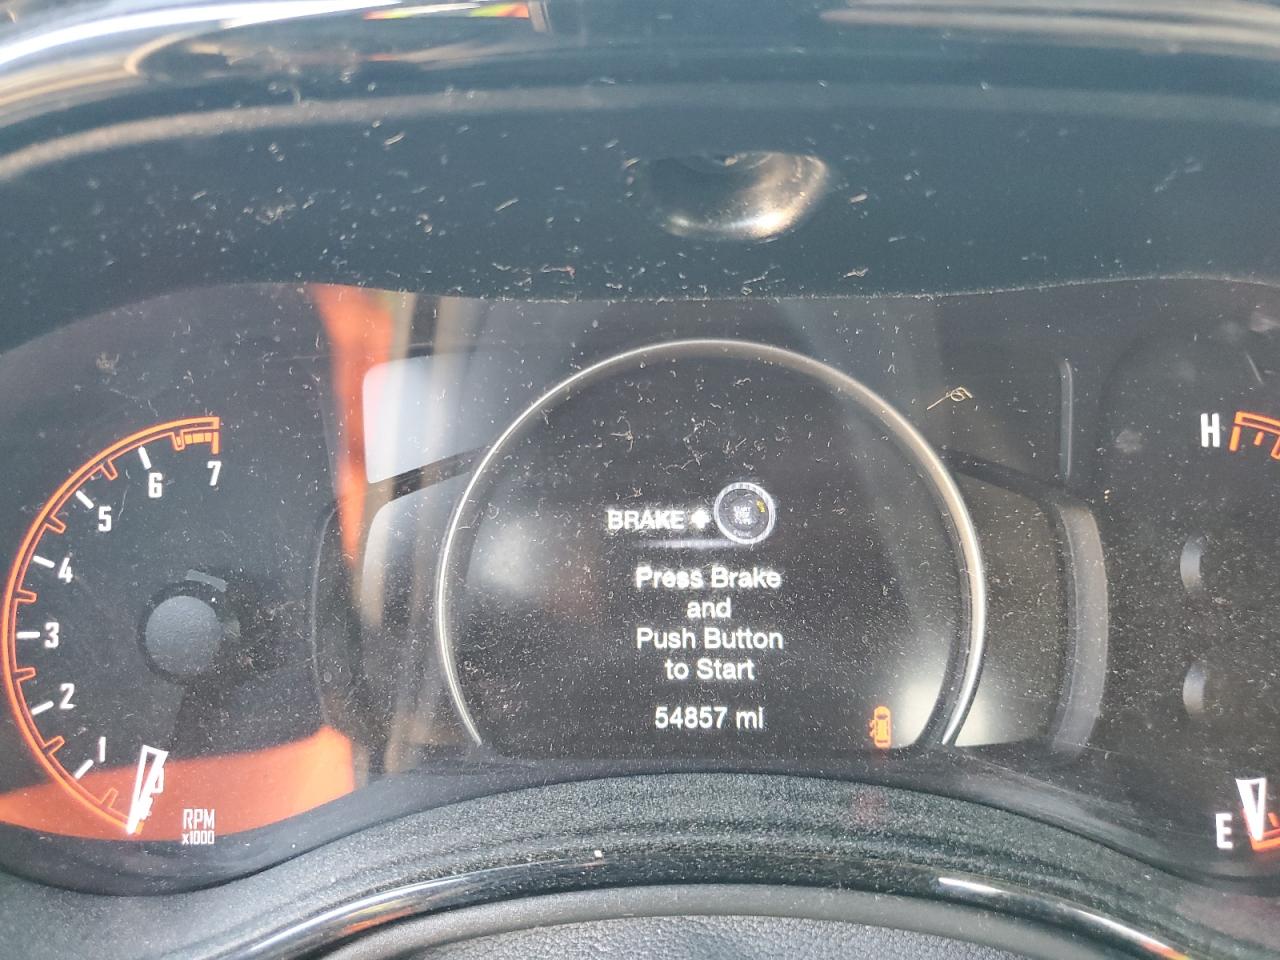 H
7
6
5
4
3
2
1
RPM
x1000
BRAKE
Press Brake
and
Push Button
to Start
54857 mi
E